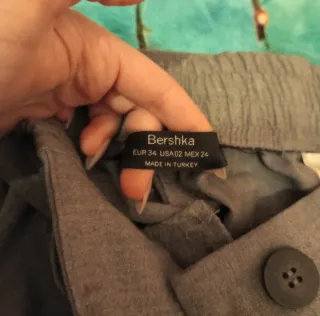 Bershka
EUR 34 USA 02 MEX 24
MADE IN TURKEY